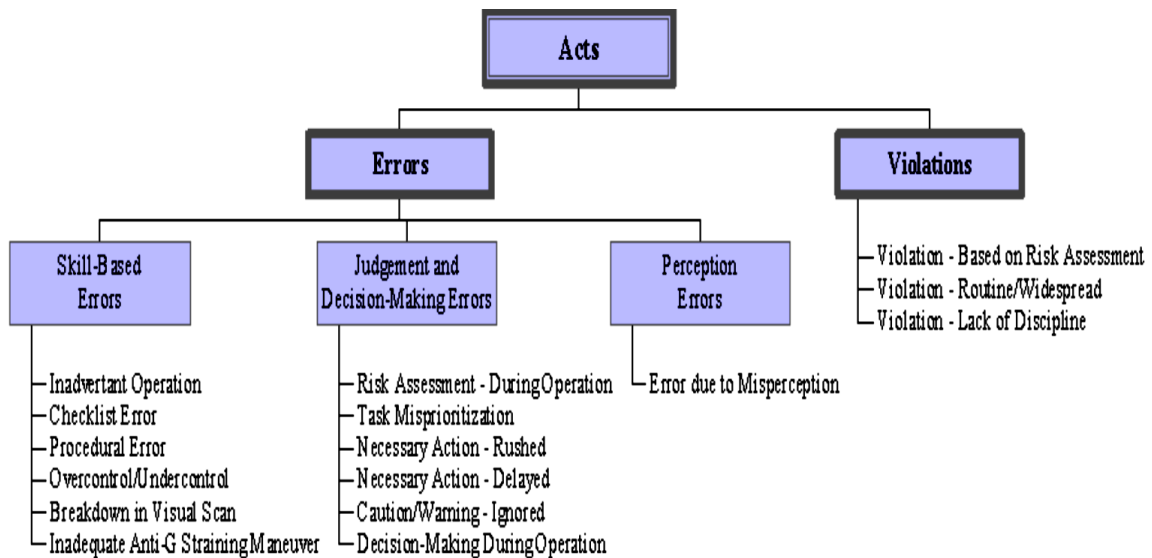 Acts
Errors
Violations
Skill-Based
Errors
Judgement and
Decision-Making Errors
Perception
Errors
Violation - Based on Risk Assessment
Violation - Routine/Widespread
Violation - Lack of Discipline
Inadvertant Operation
Checklist Error
Procedural Error
Overcontrol/Undercontrol
Breakdown in Visual Scan
Inadequate Anti-G Straining Maneuver
Risk Assessment - During Operation
Task Misprioritization
Necessary Action - Rushed
Necessary Action - Delayed
Caution/Warning - Ignored
Decision-Making During Operation
Error due to Misperception